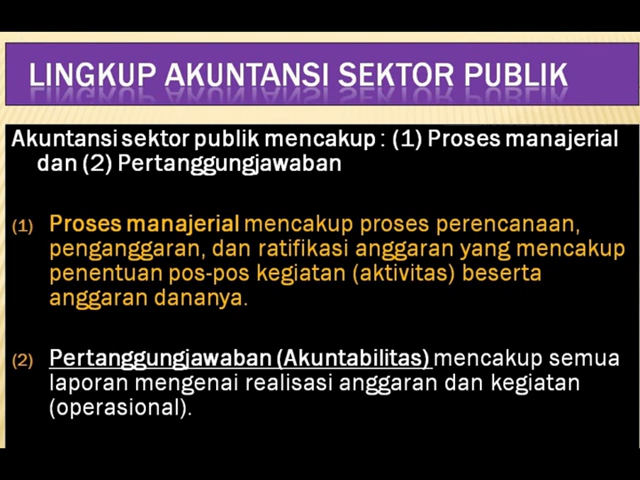 LINGKUP AKUNTANSI SEKTOR PUBLIK
Akuntansi sektor publik mencakup : (1) Proses manajerial
dan (2) Pertanggungjawaban
(1) Proses manajerial mencakup proses perencanaan,
penganggaran, dan ratifikasi anggaran yang mencakup
penentuan pos-pos kegiatan (aktivitas) beserta
anggaran dananya.
(2) Pertanggungjawaban (Akuntabilitas) mencakup semua
laporan mengenai realisasi anggaran dan kegiatan
(operasional).